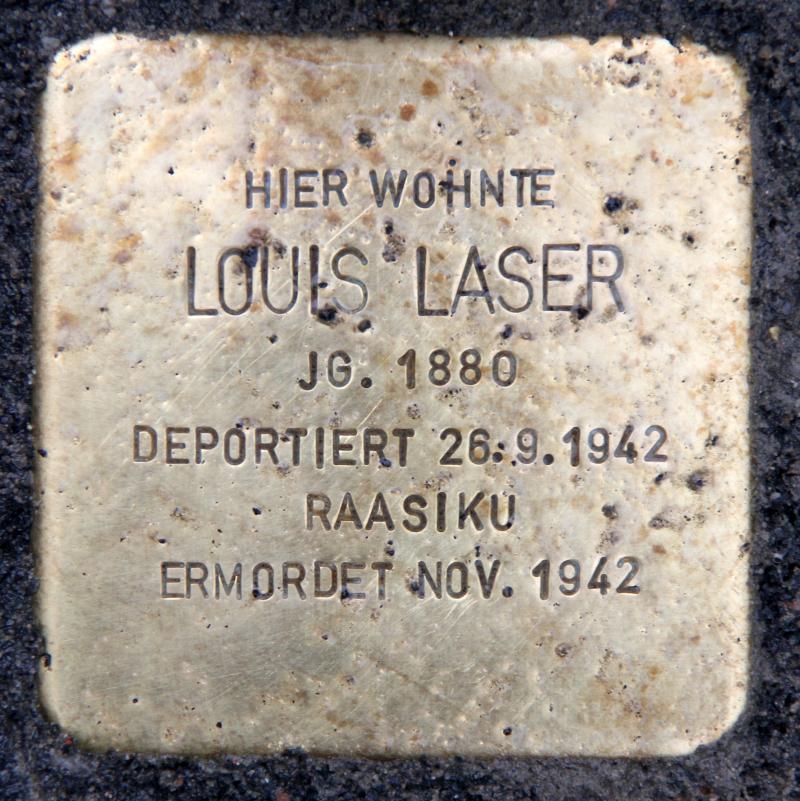 HIER WOHNTE
LOUIS LASER
JG. 1880
DEPORTIERT 26.9.1942
RAASIKU
ERMORDET NOV. 1942